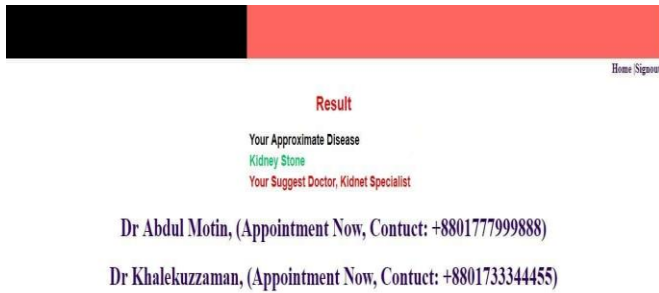 Home |Signout
Result
Your Approximate Disease
Kidney Stone
Your Suggest Doctor, Kidnet Specialist
Dr Abdul Motin, (Appointment Now, Contuct: +8801777999888)
Dr Khalekuzzaman, (Appointment Now, Contuct: +8801733344455)